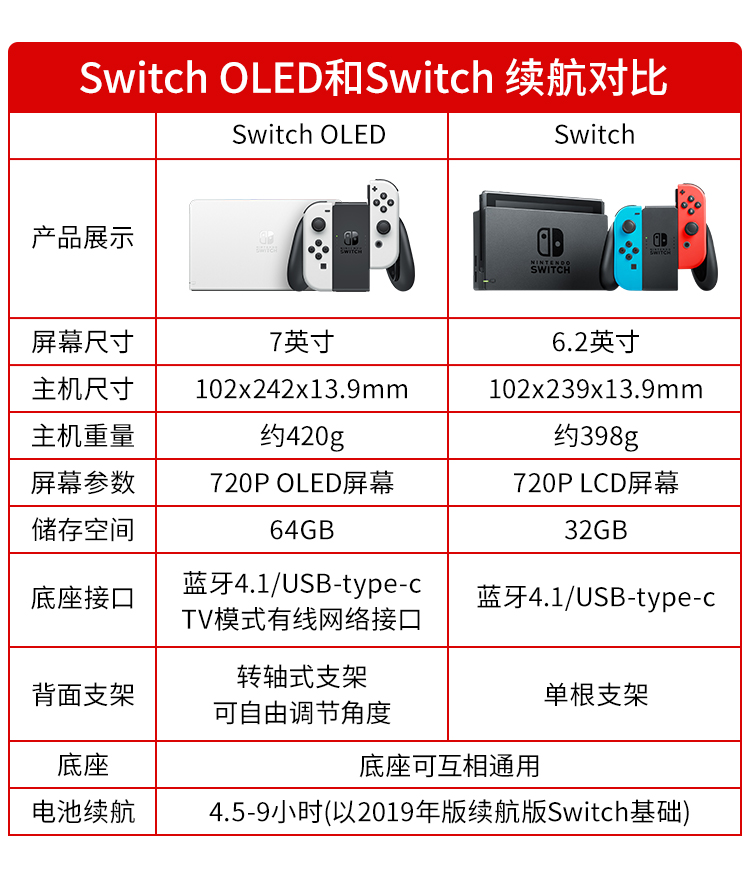 Switch OLED和Switch 续航对比
Switch OLED
Switch
产品展示
NINTENDO
SWITCH
NINTENDO
SWITCH
屏幕尺寸
7英寸
6.2英寸
主机尺寸
102x242x13.9mm
102x239x13.9mm
主机重量
约420g
约398g
屏幕参数
720P OLED屏幕
720P LCD屏幕
储存空间
64GB
32GB
底座接口
蓝牙4.1/USB-type-c
TV模式有线网络接口
蓝牙4.1/USB-type-c
背面支架
转轴式支架
可自由调节角度
单根支架
底座
底座可互相通用
电池续航
4.5-9小时(以2019年版续航版Switch基础)